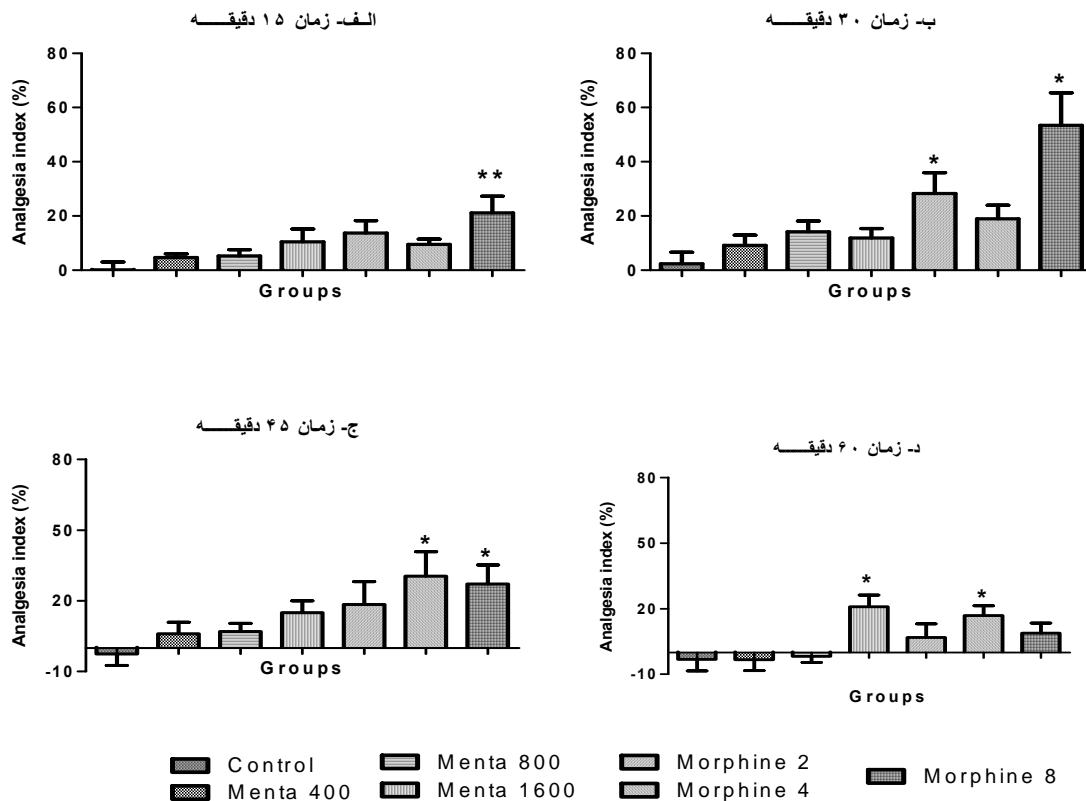 الف- زمان ۱۵ دقیقه
80
60
40
20
0
Analgesia index (%)
**
Groups
ب- زمان ۳۰ دقیقه
80
60
40
20
0
Analgesia index (%)
*
*
Groups
ج- زمان ۴۵ دقیقه
80
50
20
-10
Analgesia index (%)
*
*
Groups
د- زمان ۶۰ دقیقه
80
50
20
-10
Analgesia index (%)
*
*
Groups
Control
Menta 400
Menta 800
Menta 1600
Morphine 2
Morphine 4
Morphine 8